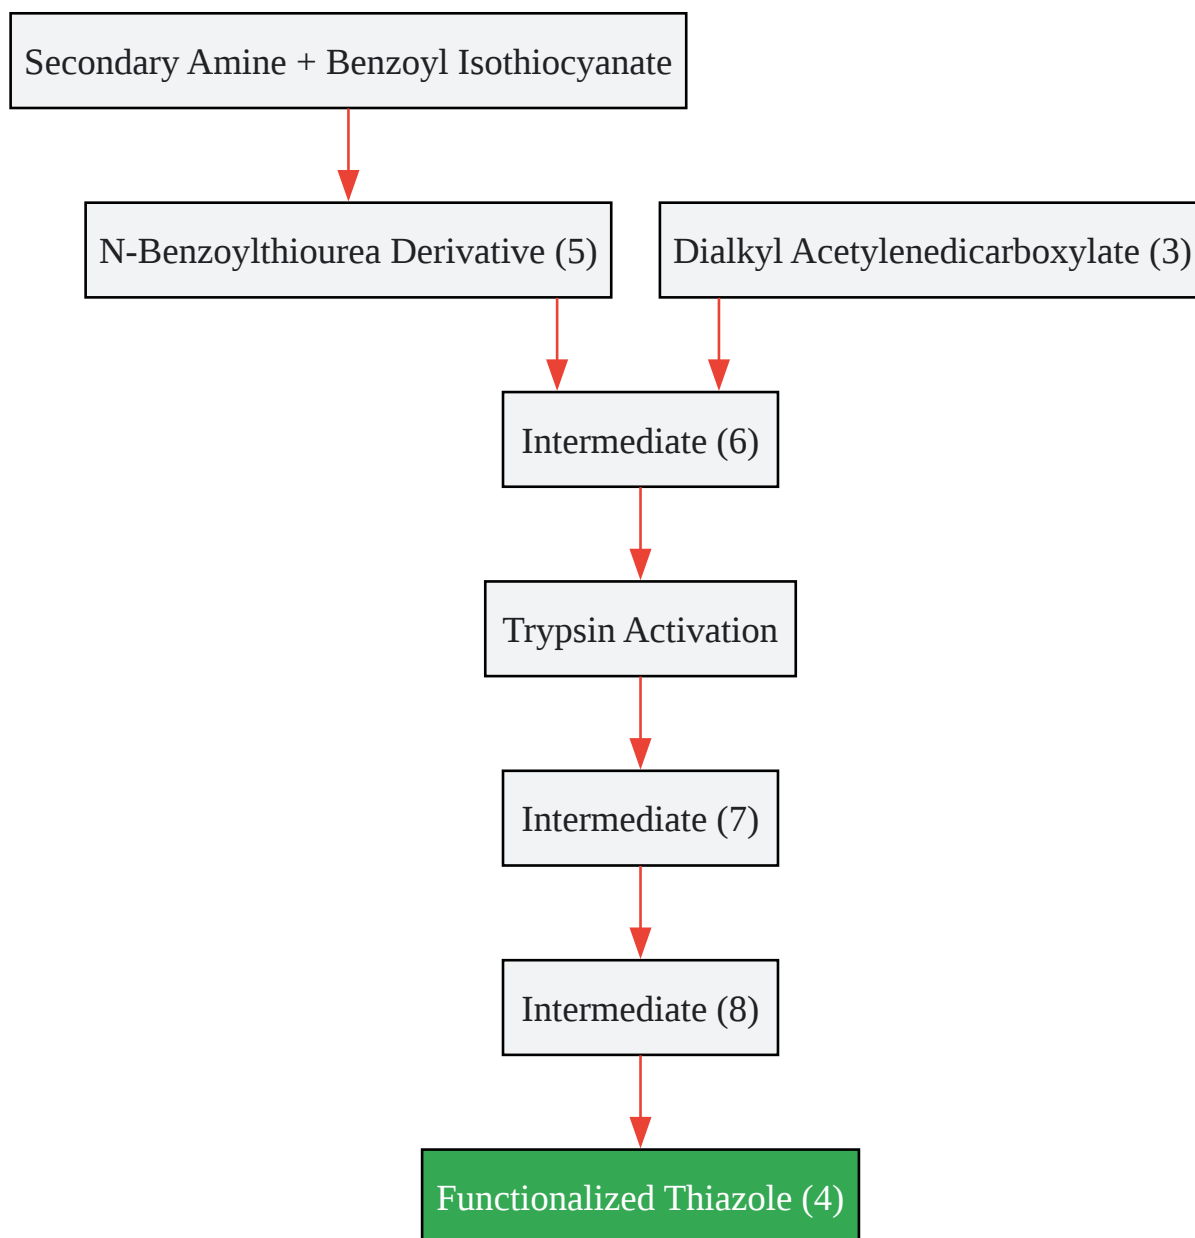 Secondary Amine + Benzoyl Isothiocyanate
N-Benzoylthiourea Derivative (5)
Dialkyl Acetylenedicarboxylate (3)
Intermediate (6)
Trypsin Activation
Intermediate (7)
Intermediate (8)
Functionalized Thiazole (4)